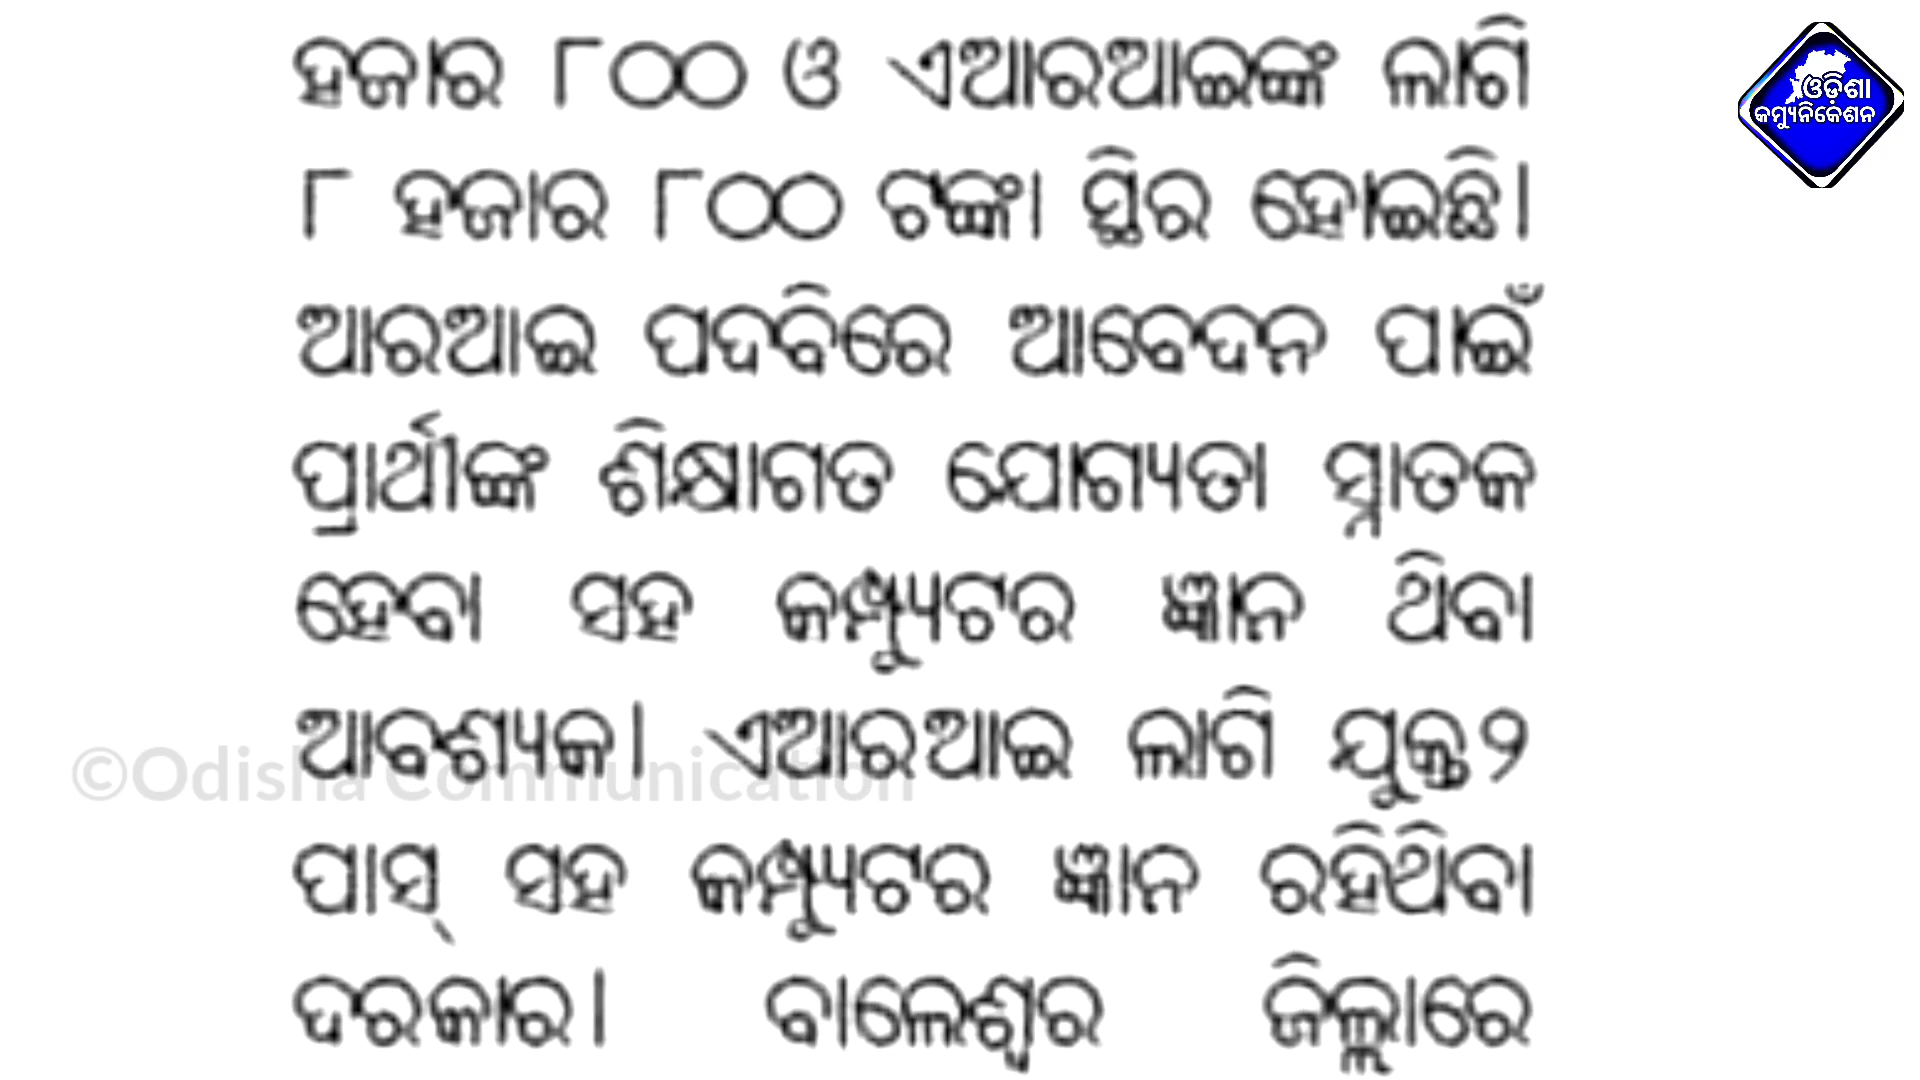 ହଜାର ୮୦୦ ଓ ଏଆରଆଇଙ୍କ ଲାଗି
୮ ହଜାର ୮୦୦ ଟଙ୍କା ସ୍ଥିର ହୋଇଛି।
ଆରଆଇ ପଦବିରେ ଆବେଦନ ପାଇଁ
ପ୍ରାର୍ଥୀଙ୍କ ଶିକ୍ଷାଗତ ଯୋଗ୍ୟତା ସ୍ନାତକ
ହେବା ସହ କମ୍ପ୍ୟୁଟର ଜ୍ଞାନ ଥିବା
ଆବଶ୍ୟକ। ଏଆରଆଇ ଲାଗି ଯୁକ୍ତ୨
ପାସ୍ ସହ କମ୍ପ୍ୟୁଟର ଜ୍ଞାନ ରହିଥିବା
ଦରକାର। ବାଲେଶ୍ୱର ଜିଲ୍ଲାରେ
ଓଡ଼ିଶା
କମ୍ୟୁନିକେଶନ
©Odisha Communication